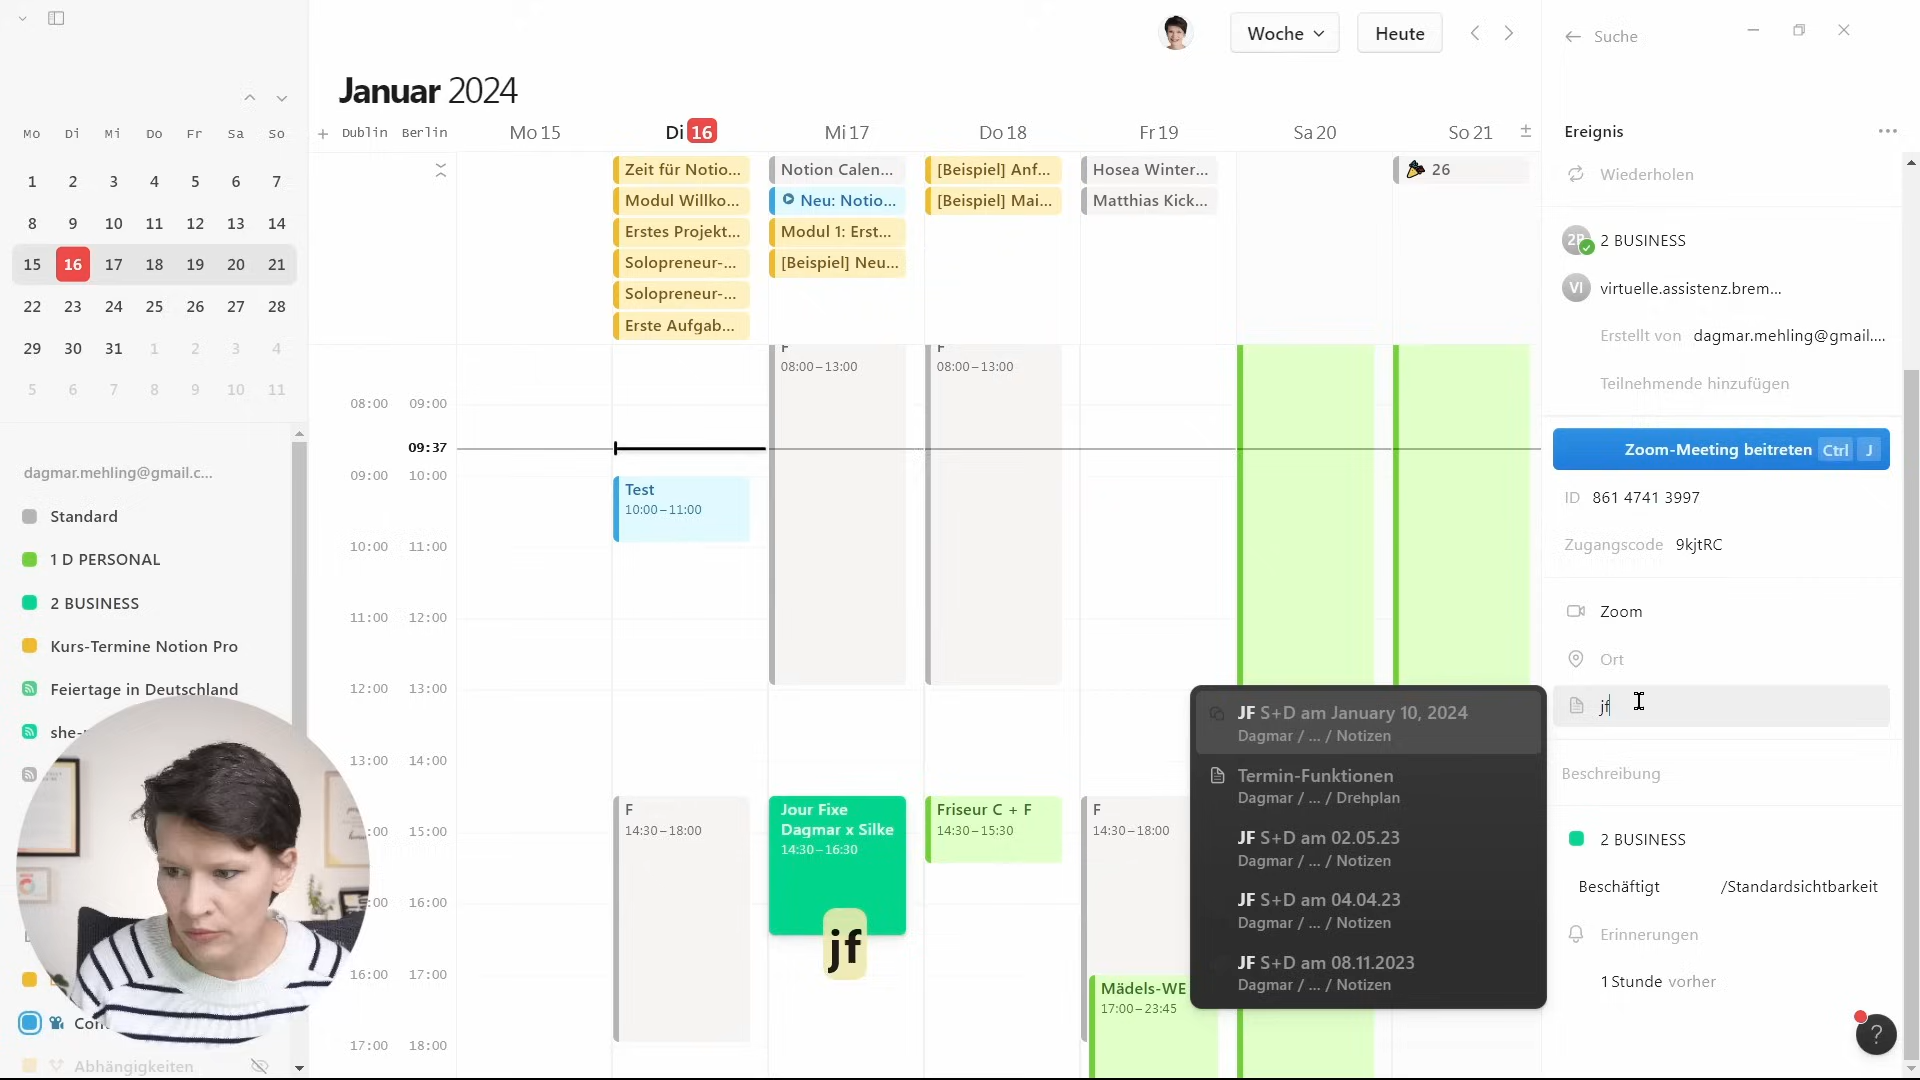 Woche
Heute
Suche
Januar 2024
Mo Di Mi Do Fr Sa So
1 2 3 4 5 6 7
8 9 10 11 12 13 14
15 16 17 18 19 20 21
22 23 24 25 26 27 28
29 30 31 1 2 3 4
5 6 7 8 9 10 11
dagmar.mehling@gmail.c...
Standard
1 D PERSONAL
2 BUSINESS
Kurs-Termine Notion Pro
Feiertage in Deutschland
Abhängigkeiten
Dublin Berlin
Mo 15
Di 16
Mi 17
Do 18
Fr 19
Sa 20
So 21
Zeit für Notio...
Modul Willko...
Erstes Projekt...
Solopreneur-...
Solopreneur-...
Erste Aufgab...
Notion Calen...
Neu: Notio...
Modul 1: Erst...
[Beispiel] Neu...
[Beispiel] Anf...
[Beispiel] Mai...
Hosea Winter...
Matthias Kick...
26
08:00 09:00
09:37
09:00 10:00
10:00 11:00
11:00 12:00
12:00 13:00
13:00 14:00
15:00
16:00
16:00 17:00
17:00 18:00
Test
10:00–11:00
F
14:30–18:00
F
08:00–13:00
Jour Fixe
Dagmar x Silke
14:30–16:30
jf
F
08:00–13:00
Friseur C + F
14:30–15:30
F
14:30–18:00
Mädels-WE
17:00–23:45
JF S+D am January 10, 2024
Dagmar / ... / Notizen
Termin-Funktionen
Dagmar / ... / Drehplan
JF S+D am 02.05.23
Dagmar / ... / Notizen
JF S+D am 04.04.23
Dagmar / ... / Notizen
JF S+D am 08.11.2023
Dagmar / ... / Notizen
Ereignis
Wiederholen
2 BUSINESS
VI virtuelle.assistenz.brem...
Erstellt von dagmar.mehling@gmail....
Teilnehmende hinzufügen
Zoom-Meeting beitreten Ctrl J
ID 861 4741 3997
Zugangscode 9kjtRC
Zoom
Ort
jf
Beschreibung
2 BUSINESS
Beschäftigt /Standardsichtbarkeit
Erinnerungen
1 Stunde vorher
?